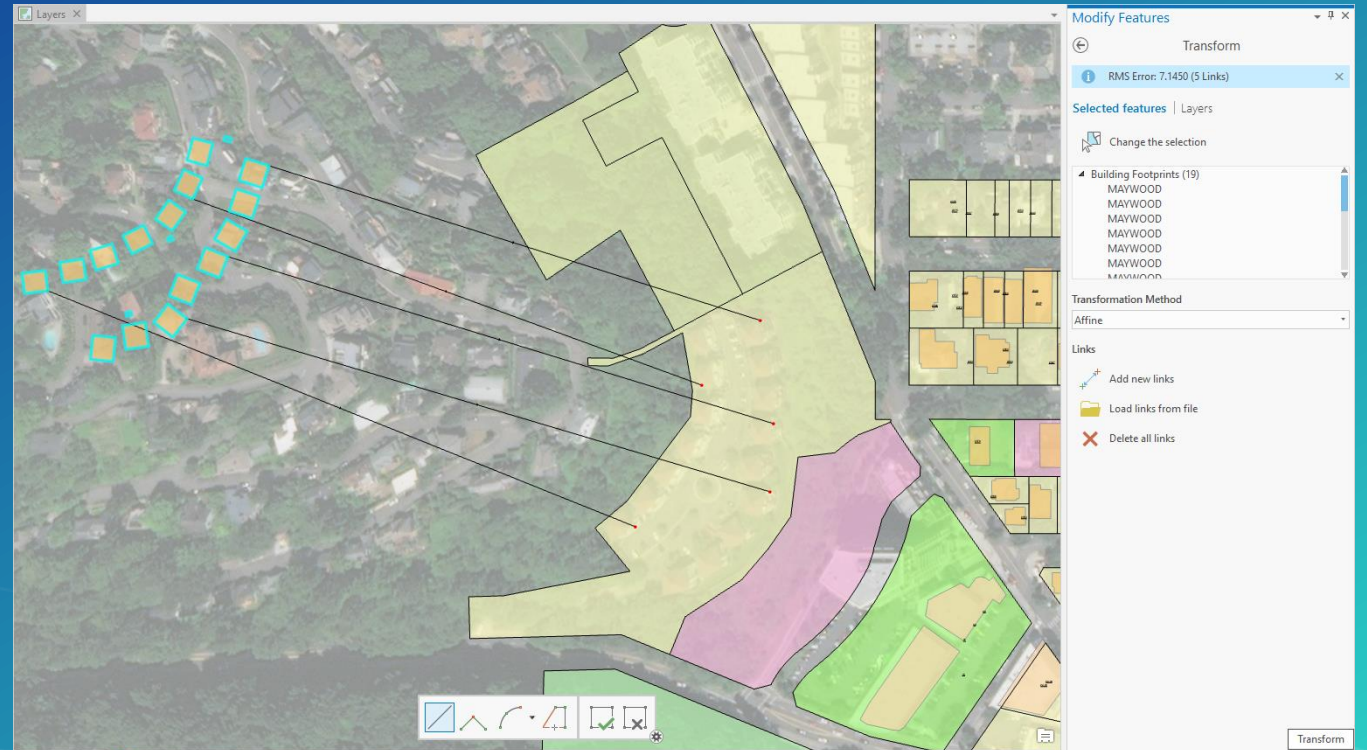 Layers
Modify Features
Transform
RMS Error: 7.1450 (5 Links)
Selected features | Layers
Change the selection
Building Footprints (19)
MAYWOOD
MAYWOOD
MAYWOOD
MAYWOOD
MAYWOOD
MAYWOOD
MAYWOOD
Transformation Method
Affine
Links
Add new links
Load links from file
Delete all links
Transform